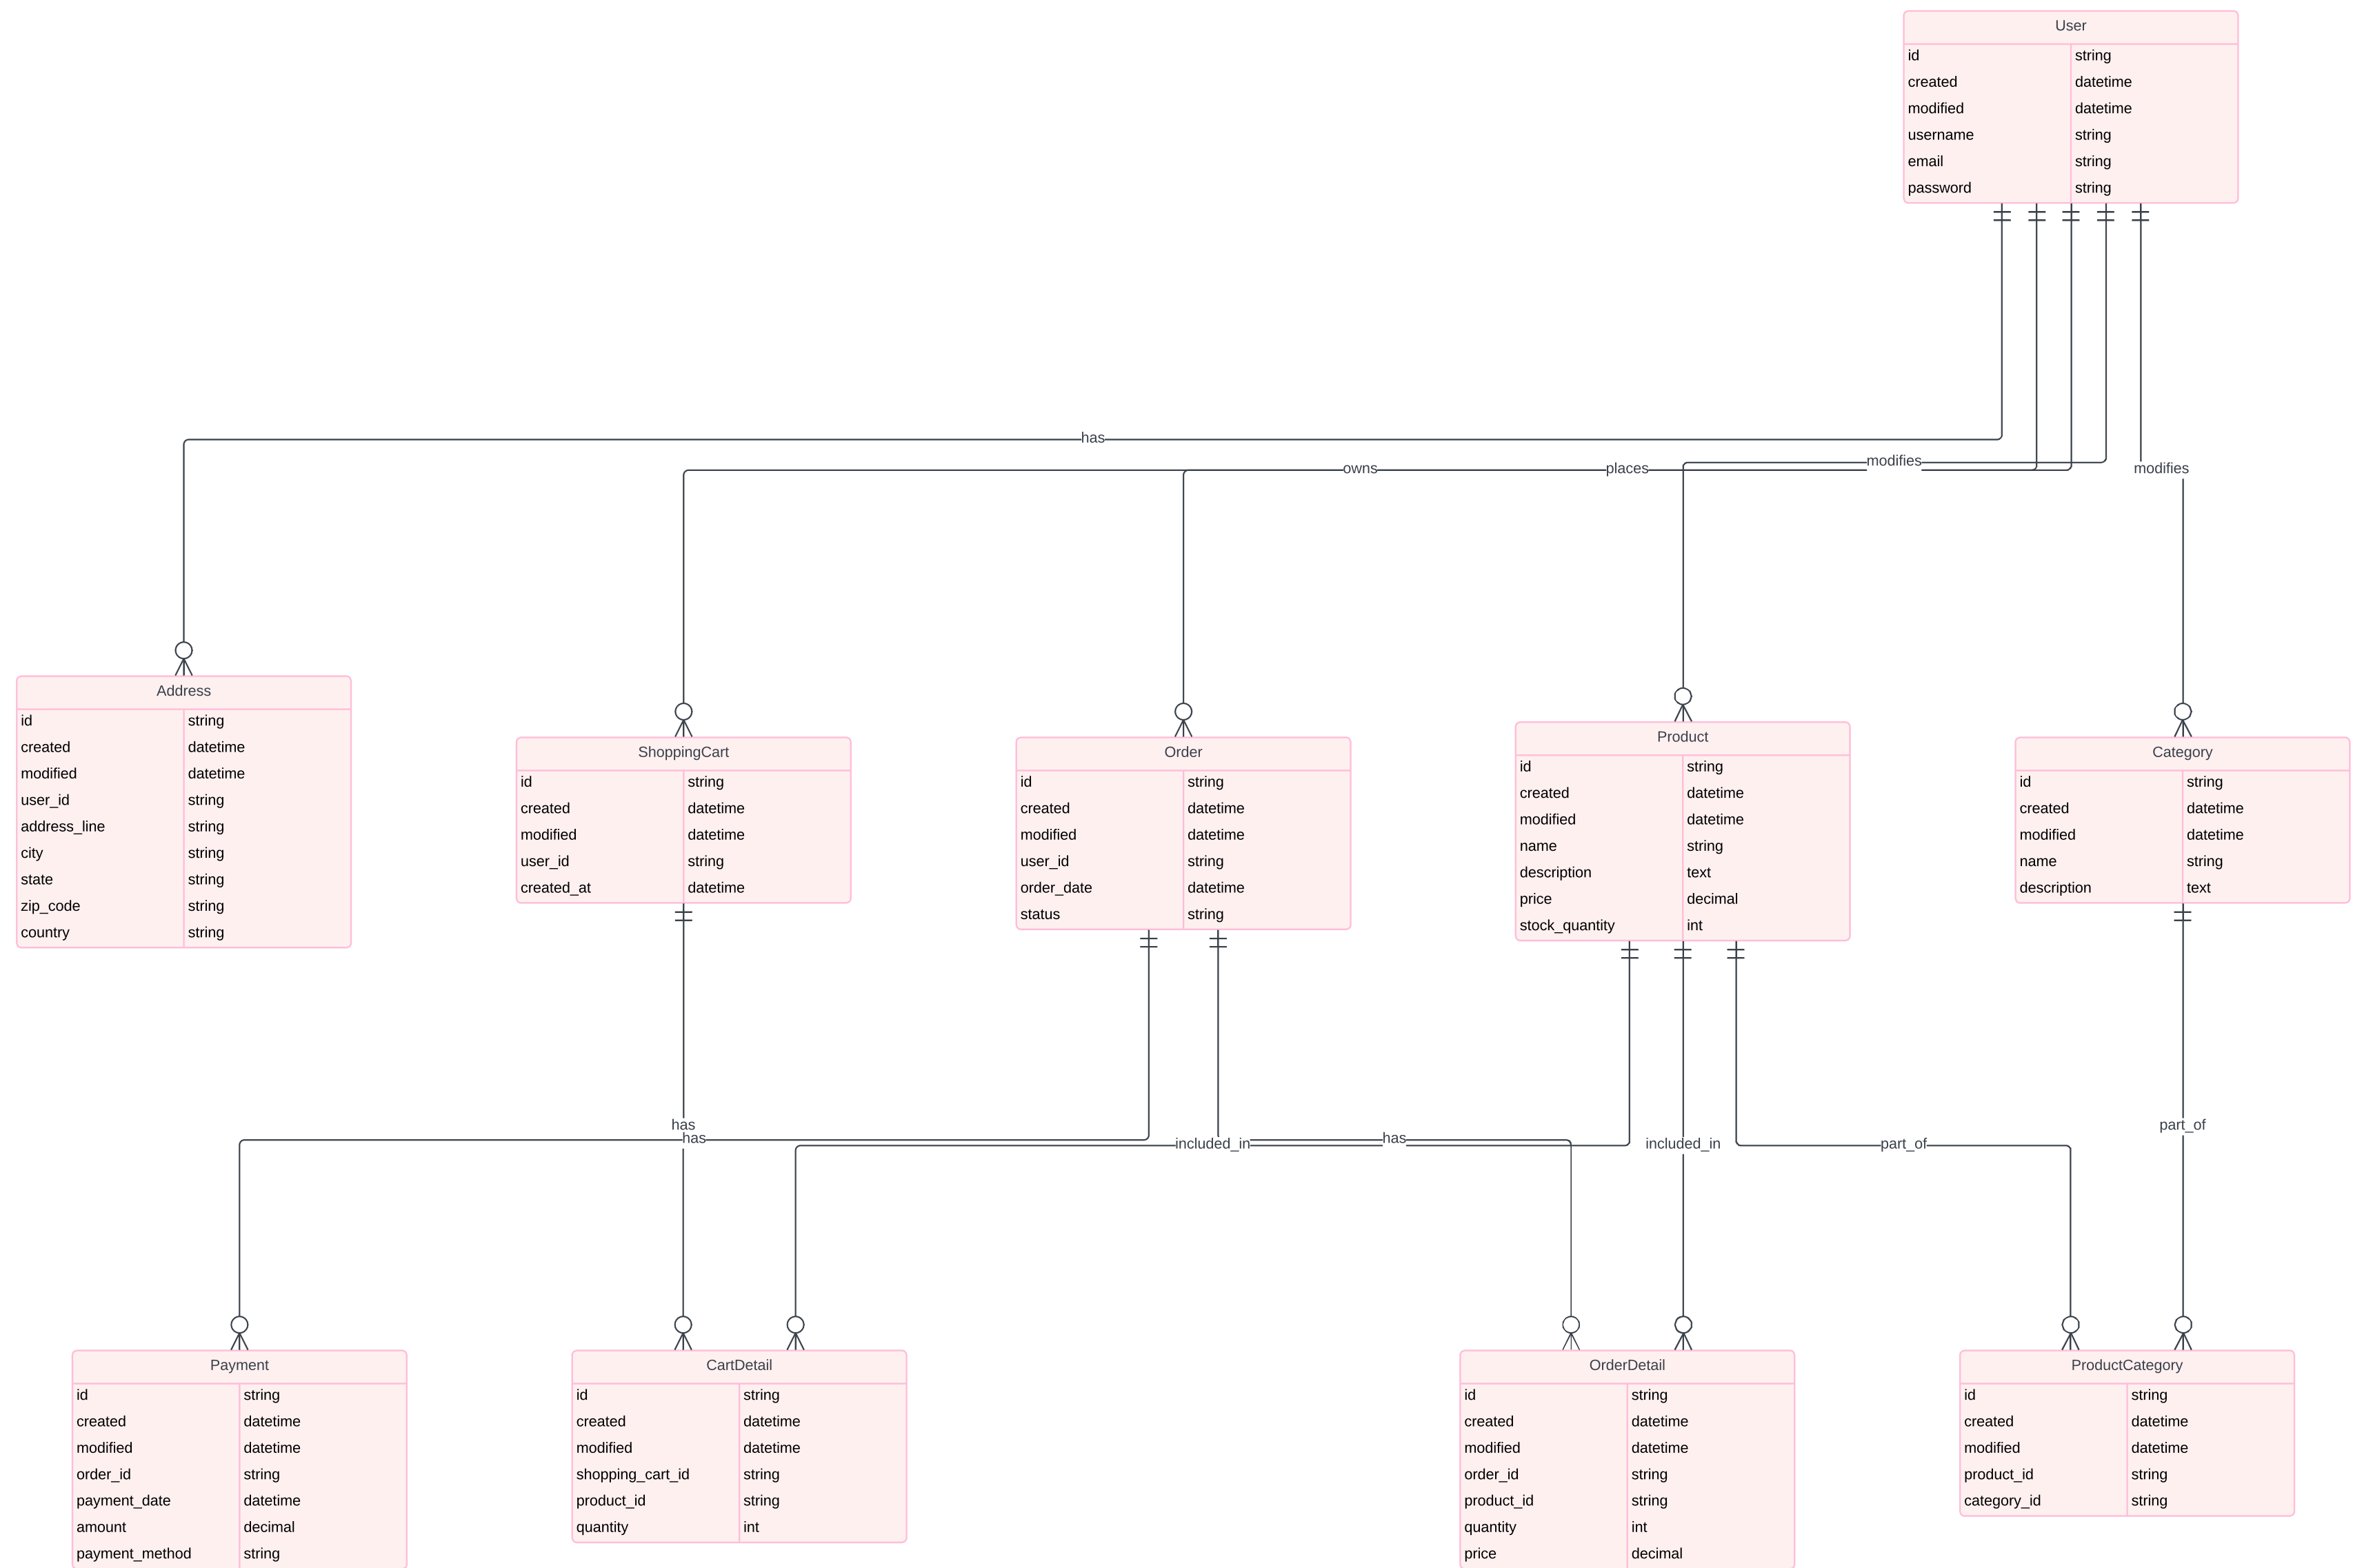 User
id string
created datetime
modified datetime
username string
email string
password string
has
owns
places
modifies
modifies
Address
id string
created datetime
modified datetime
user_id string
address_line string
city string
state string
zip_code string
country string
ShoppingCart
id string
created datetime
modified datetime
user_id string
created_at datetime
Order
id string
created datetime
modified datetime
user_id string
order_date datetime
status string
Product
id string
created datetime
modified datetime
name string
description text
price decimal
stock_quantity int
Category
id string
created datetime
modified datetime
name string
description text
has
has
included_in
has
included_in
part_of
part_of
Payment
id string
created datetime
modified datetime
order_id string
payment_date datetime
amount decimal
payment_method string
CartDetail
id string
created datetime
modified datetime
shopping_cart_id string
product_id string
quantity int
OrderDetail
id string
created datetime
modified datetime
order_id string
product_id string
quantity int
price decimal
ProductCategory
id string
created datetime
modified datetime
product_id string
category_id string